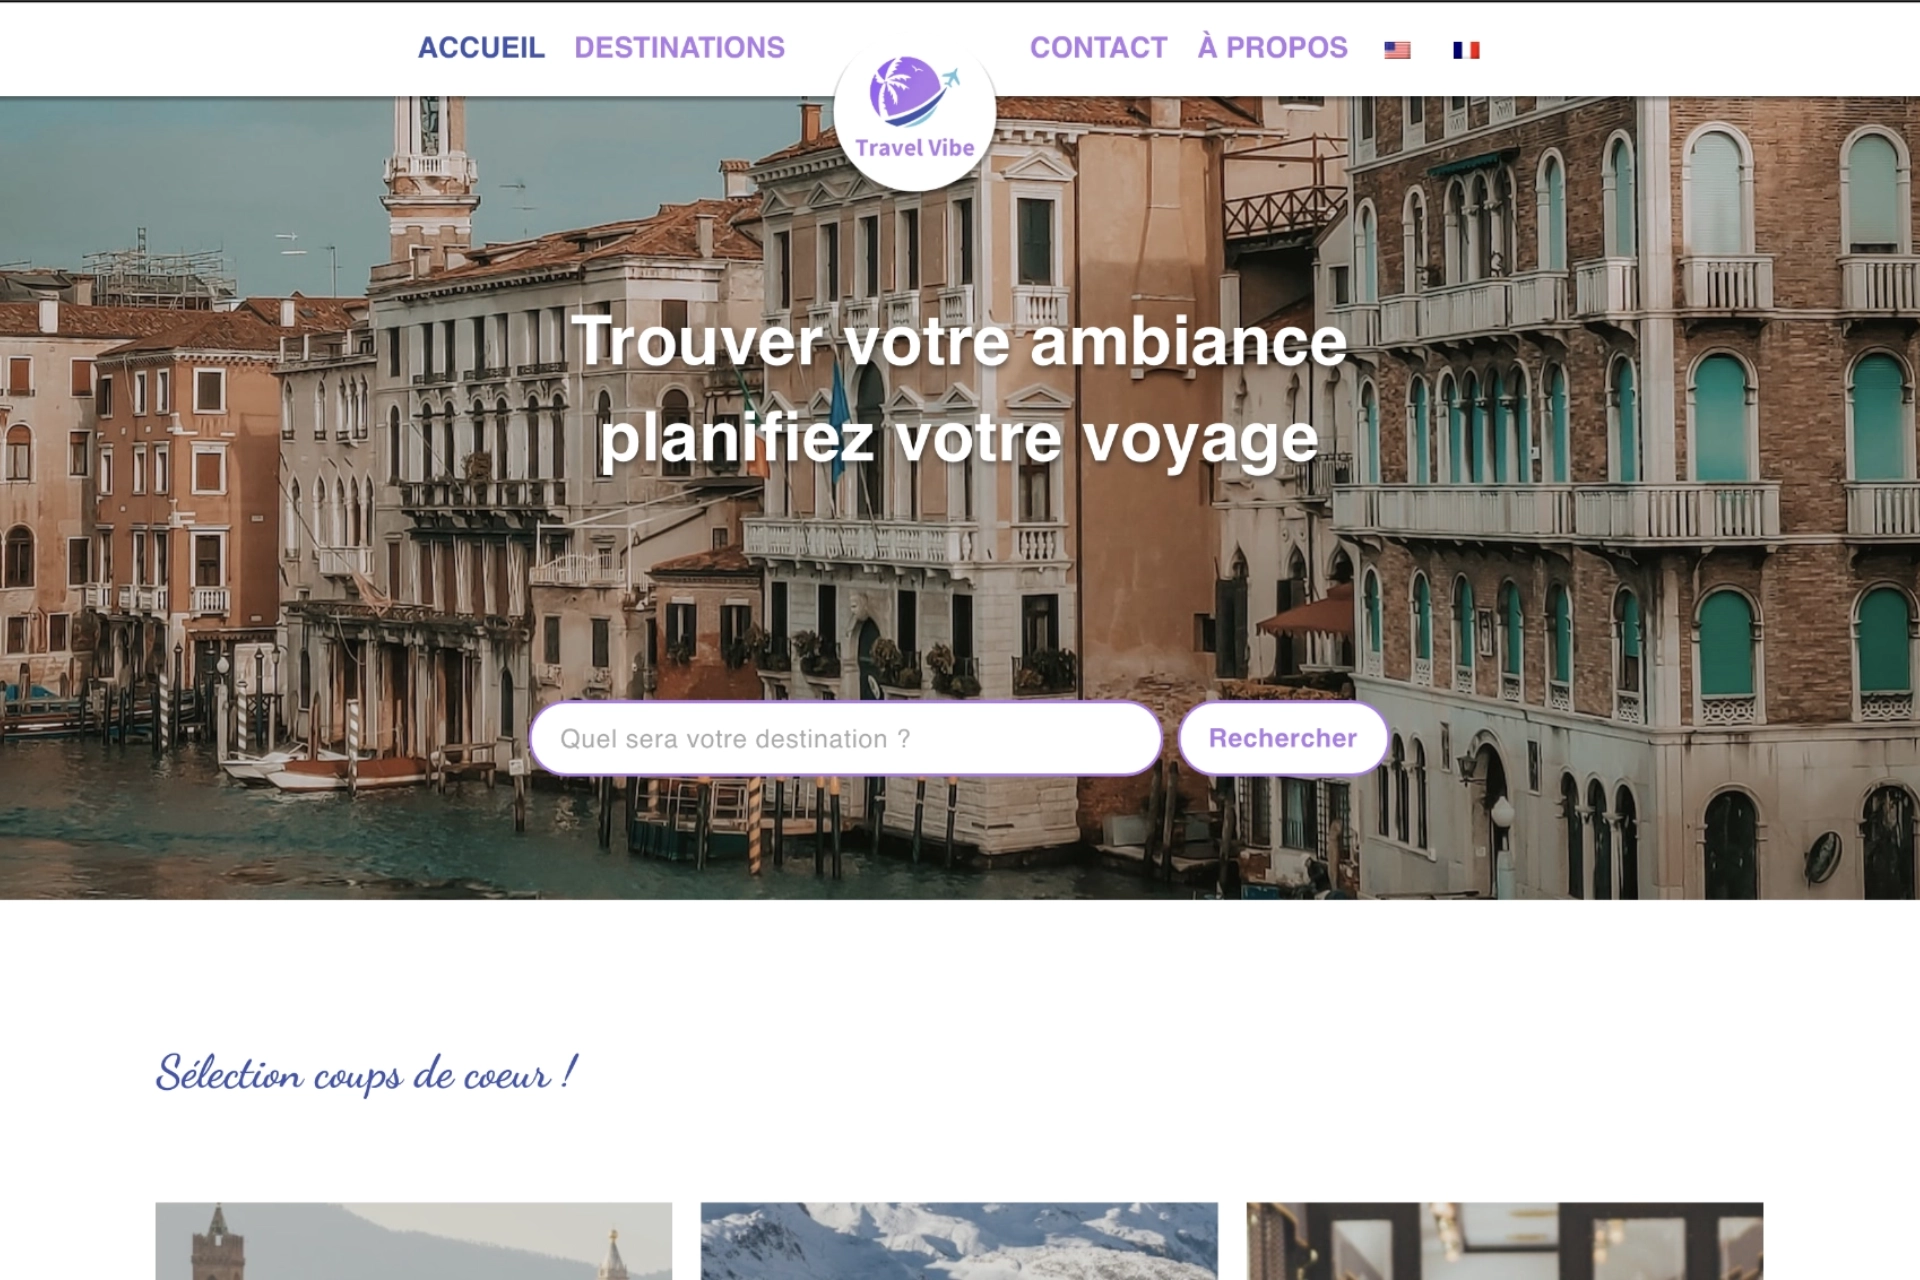 ACCUEIL DESTINATIONS CONTACT À PROPOS
Travel Vibe
Trouver votre ambiance
planifiez votre voyage
Quel sera votre destination ?
Rechercher
Sélection coups de coeur !